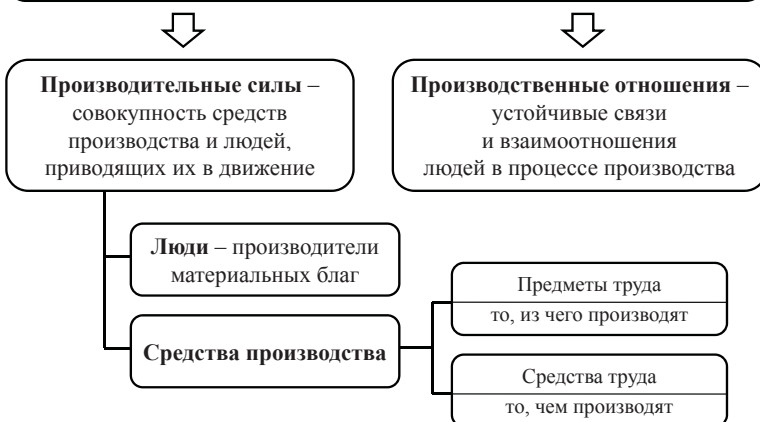 Производительные силы –
совокупность средств
производства и людей,
приводящих их в движение
Производственные отношения –
устойчивые связи
и взаимоотношения
людей в процессе производства
Люди – производители
материальных благ
Средства производства
Предметы труда
то, из чего производят
Средства труда
то, чем производят